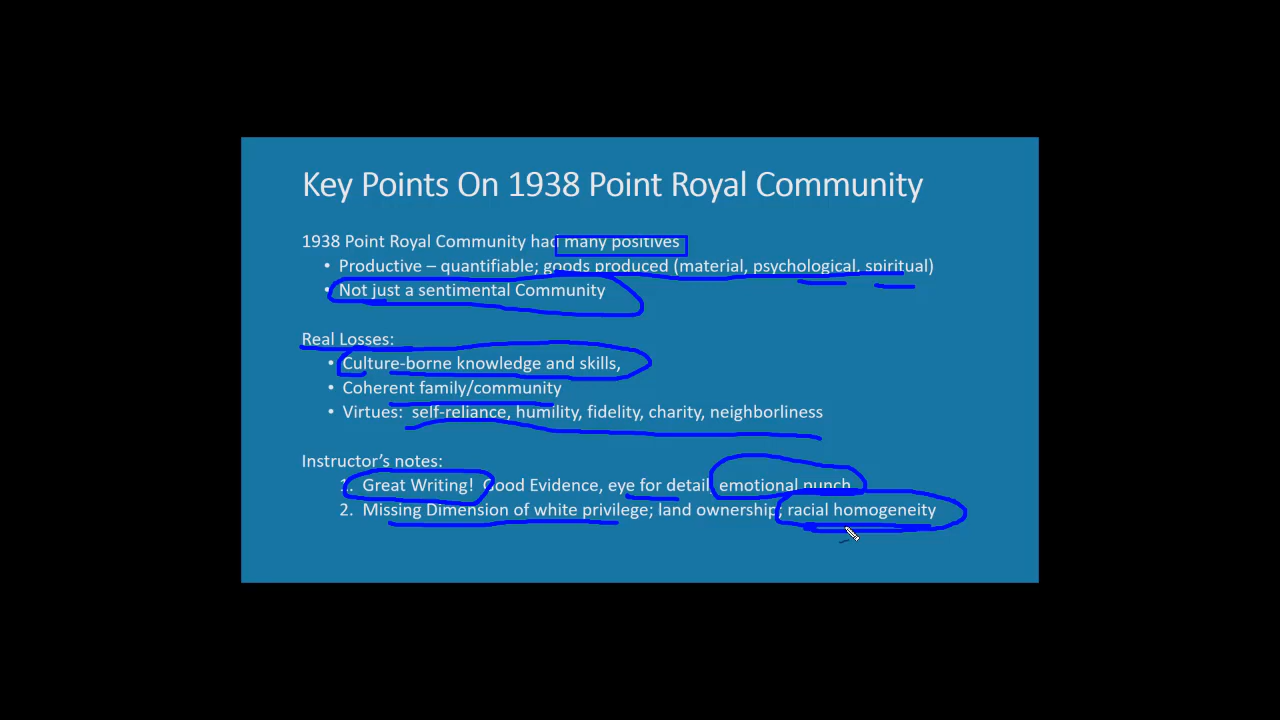 Key Points On 1938 Point Royal Community
1938 Point Royal Community had many positives
• Productive – quantifiable; goods produced (material, psychological, spiritual)
• Not just a sentimental Community
Real Losses:
• Culture-borne knowledge and skills,
• Coherent family/community
• Virtues: self-reliance, humility, fidelity, charity, neighborliness
Instructor's notes:
1. Great Writing! Good Evidence, eye for detail, emotional punch
2. Missing Dimension of white privilege; land ownership; racial homogeneity